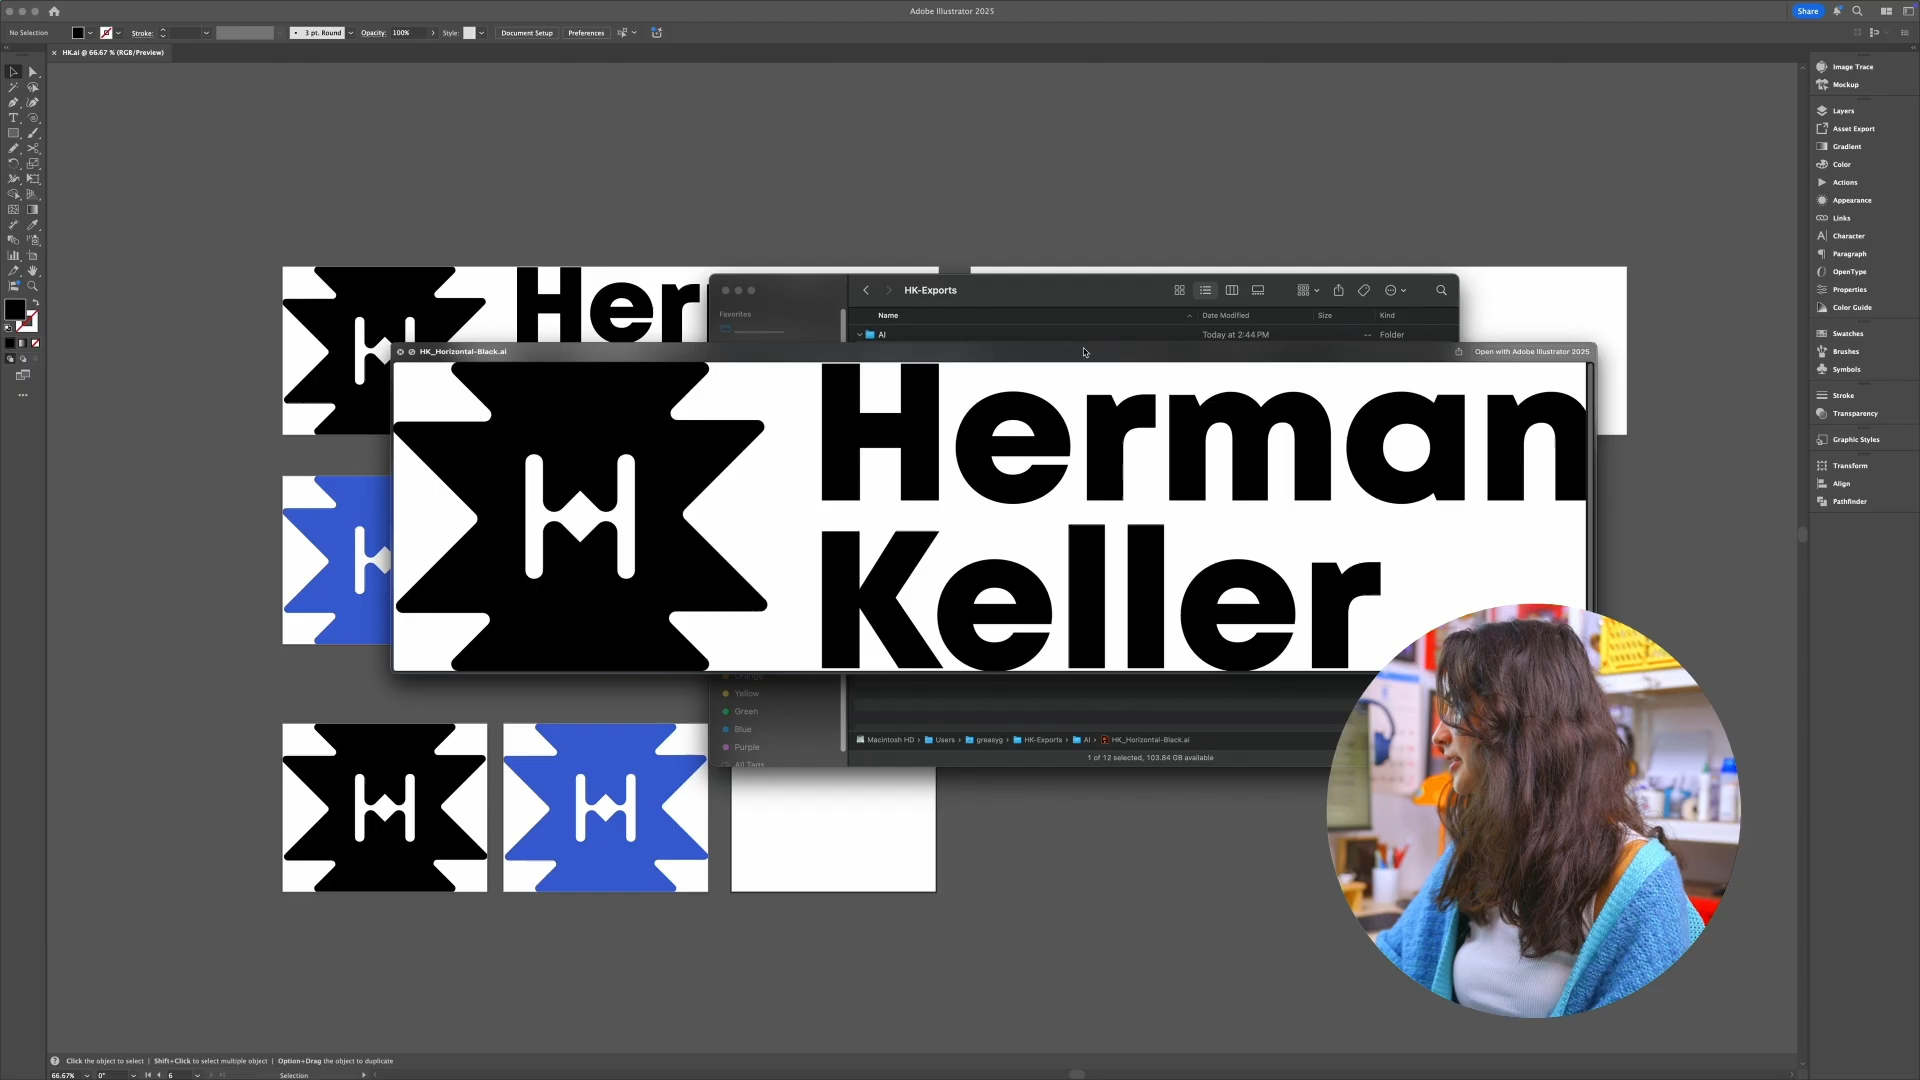 Adobe Illustrator 2025
Share
No Selection
Stroke:
3 pt. Round
Opacity:
100%
Style:
Document Setup
Preferences
HK.ai @ 66.67 % (RGB/Preview)
Her
HK-Exports
Favorites
Name
Date Modified
Size
Kind
AI
Today at 2:44 PM
--
Folder
HK_Horizontal-Black.ai
Open with Adobe Illustrator 2025
Herman
Keller
Orange
Yellow
Green
Blue
Purple
All Tags
Macintosh HD › Users › greasyg › HK-Exports › AI › HK_Horizontal-Black.ai
1 of 12 selected, 103.84 GB available
Image Trace
Mockup
Layers
Asset Export
Gradient
Color
Actions
Appearance
Links
Character
Paragraph
OpenType
Properties
Color Guide
Swatches
Brushes
Symbols
Stroke
Transparency
Graphic Styles
Transform
Align
Pathfinder
Click the object to select | Shift+Click to select multiple object | Option+Drag the object to duplicate
66.67%
0°
6
Selection